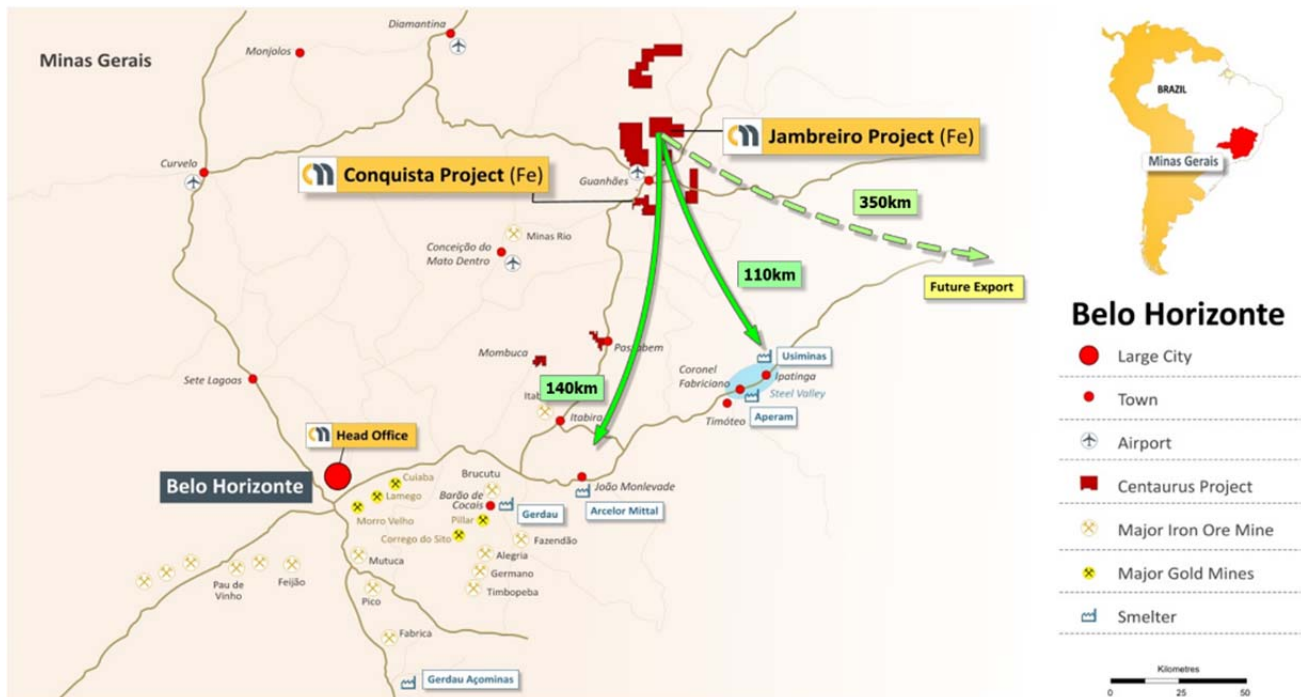 Minas Gerais
Diamantina
Monjolos
Curvelo
Jambreiro Project (Fe)
Conquista Project (Fe)
Guanhães
Minas Rio
Conceição do
Mato Dentro
350km
110km
Future Export
Mombuca
140km
Itabira
Sete Lagoas
Coronel
Fabriciano
Usiminas
Ipatinga
Steel Valley
Timóteo
Aperam
Head Office
Belo Horizonte
Cuiaba
Lamego
Morro Velho
Brucutu
Barão de
Cocais
Gerdau
Pillar
Corrego do Sito
João Monlevade
Arcelor Mittal
Fazendão
Alegria
Germano
Timbopeba
Mutuca
Pau de
Vinho
Feijão
Pico
Fabrica
Gerdau Açominas
BRAZIL
Minas Gerais
Belo Horizonte
Large City
Town
Airport
Centaurus Project
Major Iron Ore Mine
Major Gold Mines
Smelter
Kilometres
0 25 50